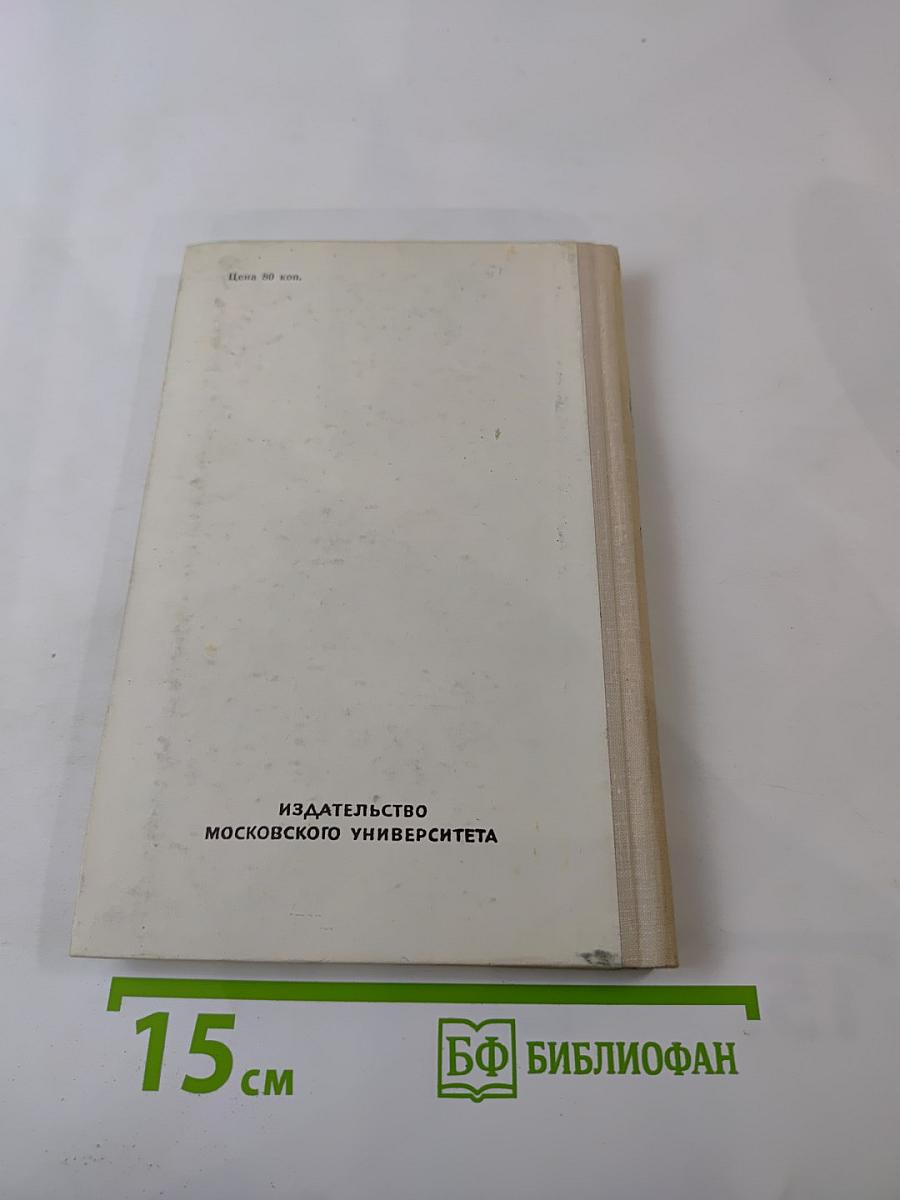 Цена 80 коп.
ИЗДАТЕЛЬСТВО
МОСКОВСКОГО УНИВЕРСИТЕТА
15 см
БФ БИБЛИОФАН